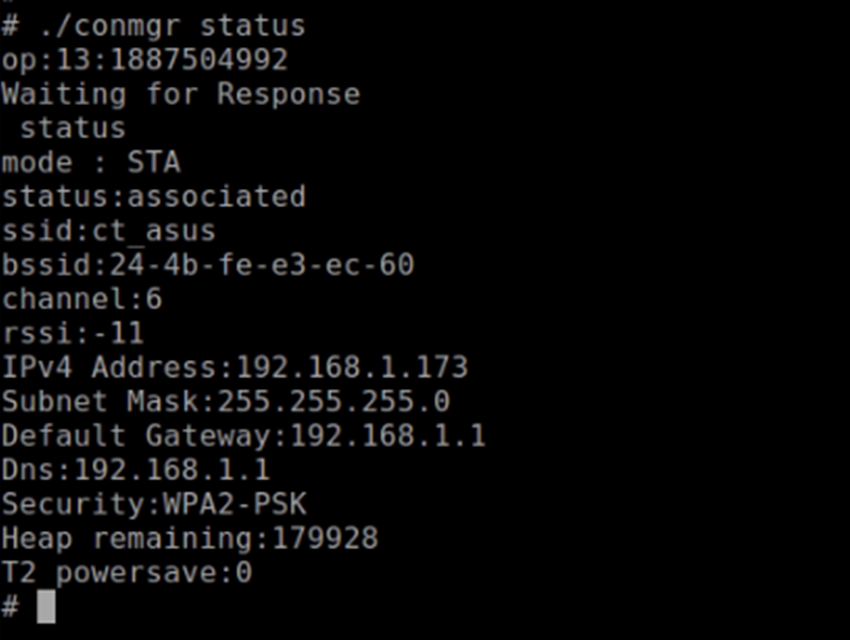 # ./conmgr status
op:13:1887504992
Waiting for Response
 status
mode : STA
status:associated
ssid:ct_asus
bssid:24-4b-fe-e3-ec-60
channel:6
rssi:-11
IPv4 Address:192.168.1.173
Subnet Mask:255.255.255.0
Default Gateway:192.168.1.1
Dns:192.168.1.1
Security:WPA2-PSK
Heap remaining:179928
T2 powersave:0
#